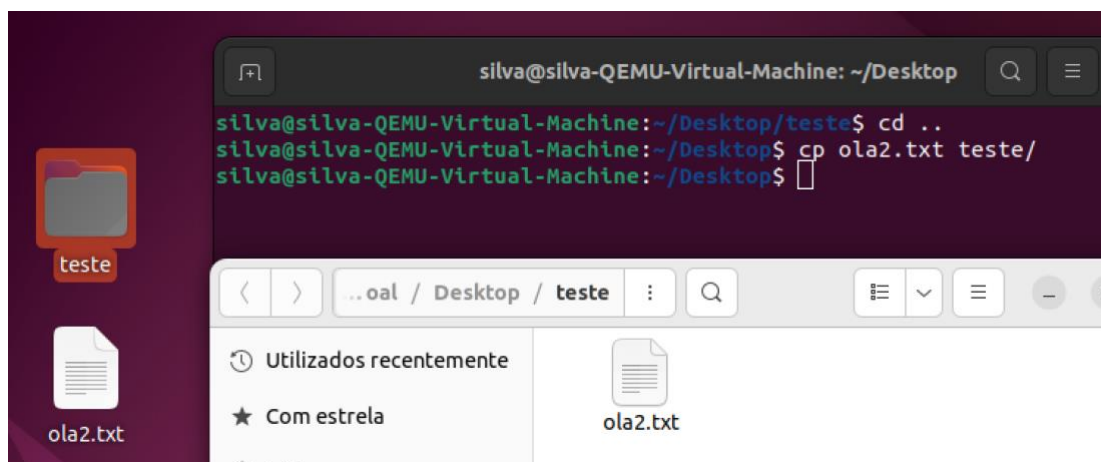 silva@silva-QEMU-Virtual-Machine: ~/Desktop
silva@silva-QEMU-Virtual-Machine:~/Desktop/teste$ cd ..
silva@silva-QEMU-Virtual-Machine:~/Desktop$ cp ola2.txt teste/
silva@silva-QEMU-Virtual-Machine:~/Desktop$
teste
ola2.txt
...oal / Desktop / teste
Utilizados recentemente
Com estrela
ola2.txt